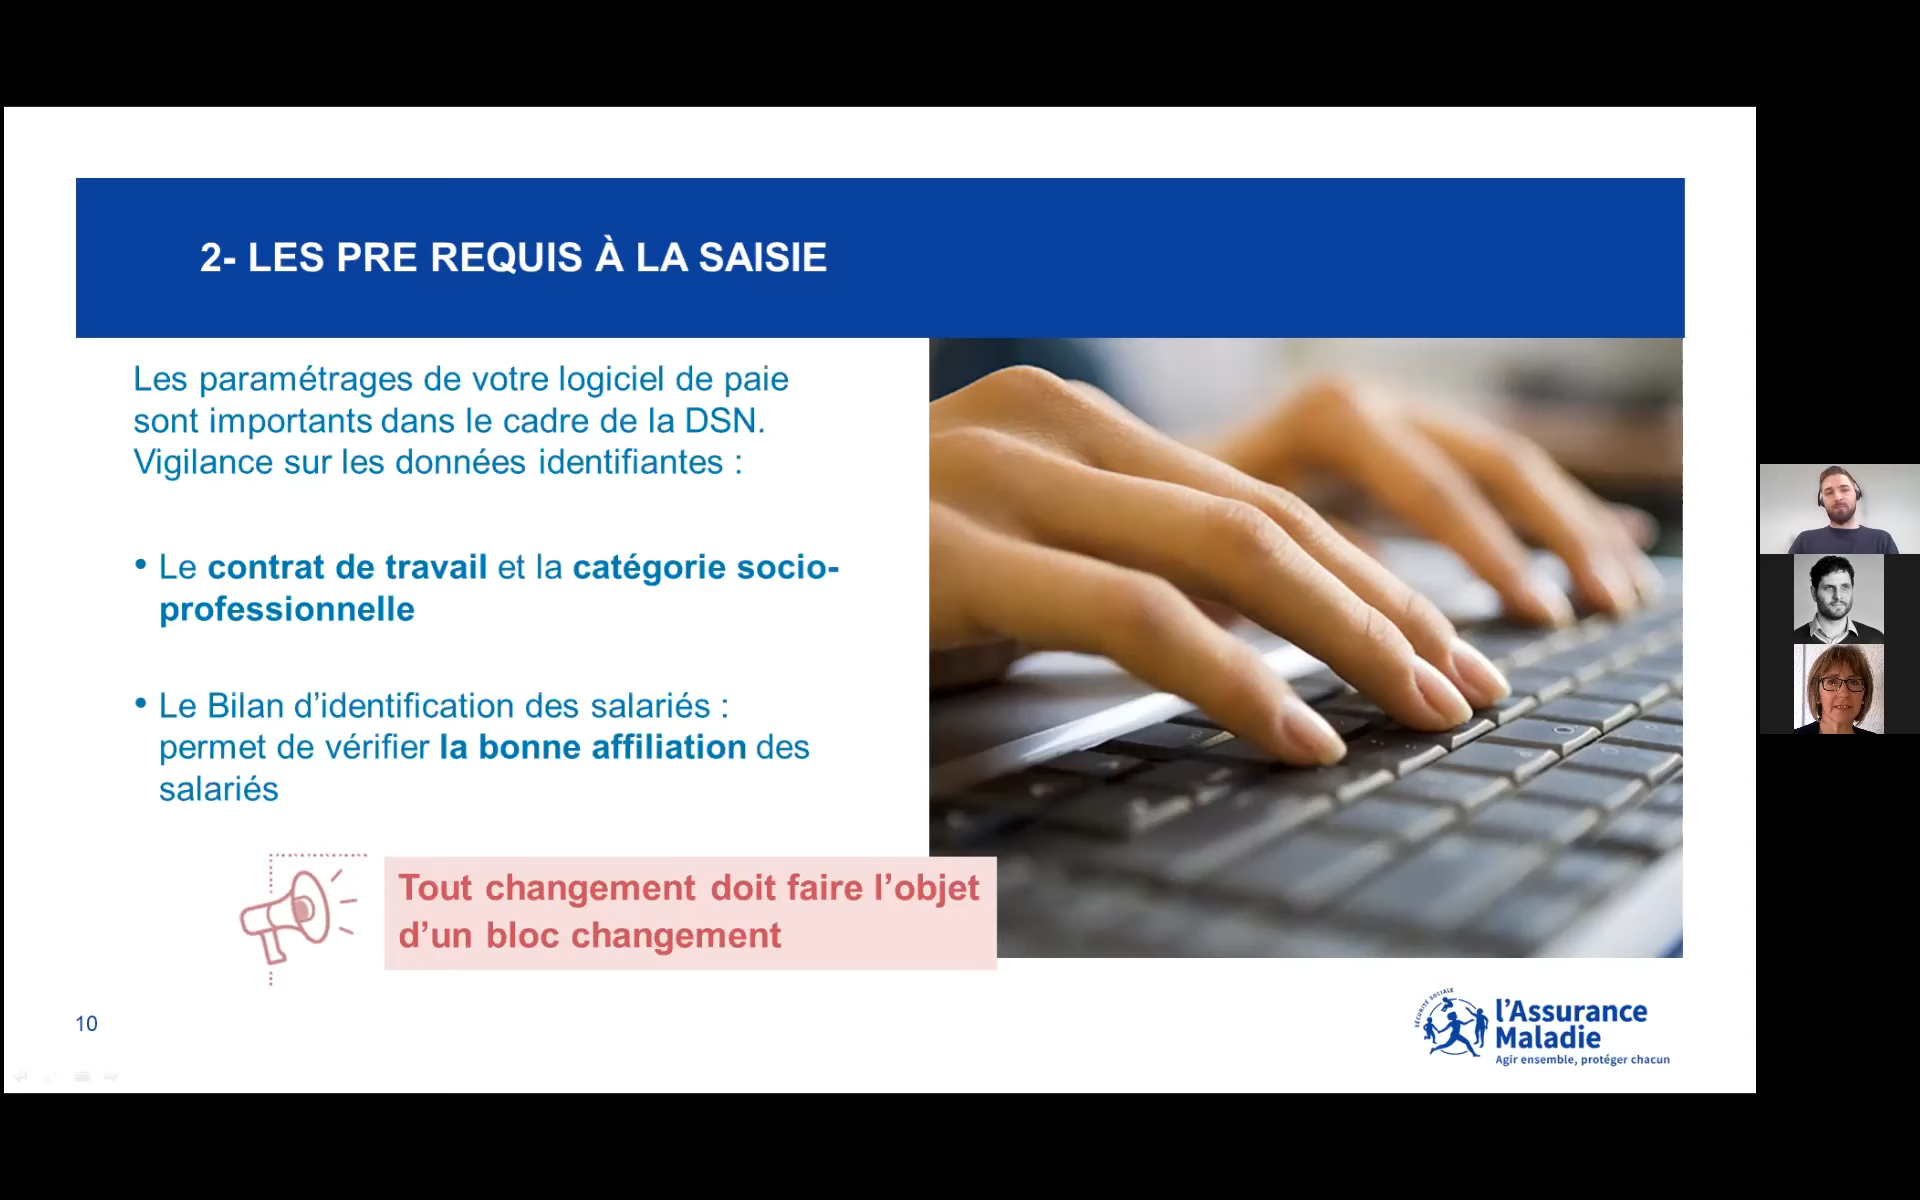 2- LES PRE REQUIS À LA SAISIE
Les paramétrages de votre logiciel de paie
sont importants dans le cadre de la DSN.
Vigilance sur les données identifiantes :
• Le contrat de travail et la catégorie socio-
professionnelle
• Le Bilan d’identification des salariés :
permet de vérifier la bonne affiliation des
salariés
Tout changement doit faire l’objet
d’un bloc changement
10
SÉCURITÉ SOCIALE
l’Assurance
Maladie
Agir ensemble, protéger chacun